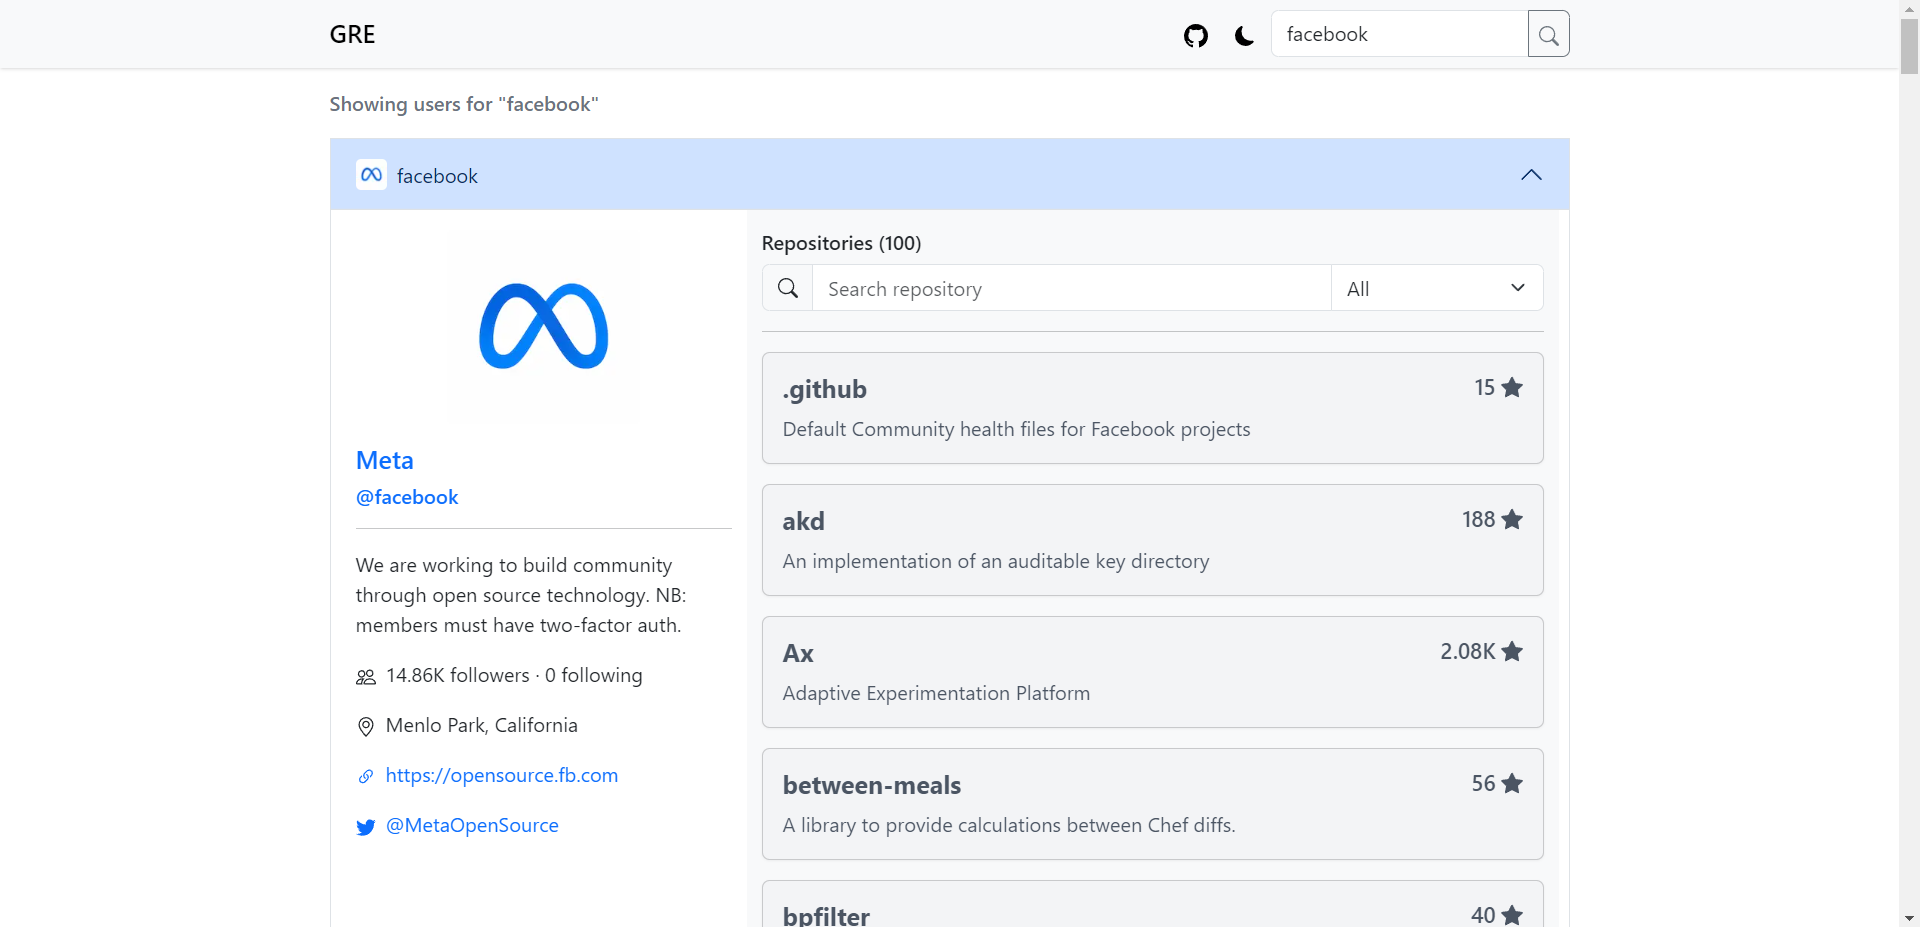 GRE
facebook
Showing users for "facebook"
facebook
Meta
@facebook
We are working to build community
through open source technology. NB:
members must have two-factor auth.
14.86K followers · 0 following
Menlo Park, California
https://opensource.fb.com
@MetaOpenSource
Repositories (100)
Search repository
All
.github
15
Default Community health files for Facebook projects
akd
188
An implementation of an auditable key directory
Ax
2.08K
Adaptive Experimentation Platform
between-meals
56
A library to provide calculations between Chef diffs.
bpfilter
40